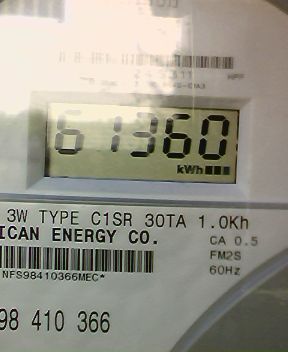 61360
kWh
3W TYPE C1SR 30TA 1.0Kh
ICAN ENERGY CO.
CA 0.5
FM2S
NFS98410366MEC*
60Hz
98 410 366